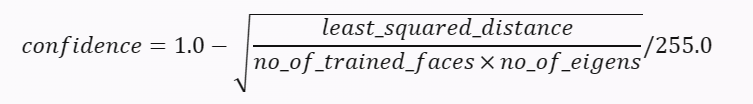 confidence = 1.0 − √(least_squared_distance / no_of_trained_faces × no_of_eigens) /255.0